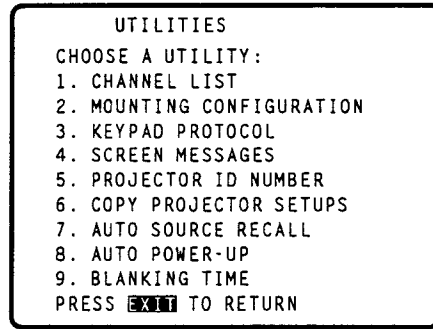 UTILITIES
CHOOSE A UTILITY:
1. CHANNEL LIST
2. MOUNTING CONFIGURATION
3. KEYPAD PROTOCOL
4. SCREEN MESSAGES
5. PROJECTOR ID NUMBER
6. COPY PROJECTOR SETUPS
7. AUTO SOURCE RECALL
8. AUTO POWER-UP
9. BLANKING TIME
PRESS EXIT TO RETURN